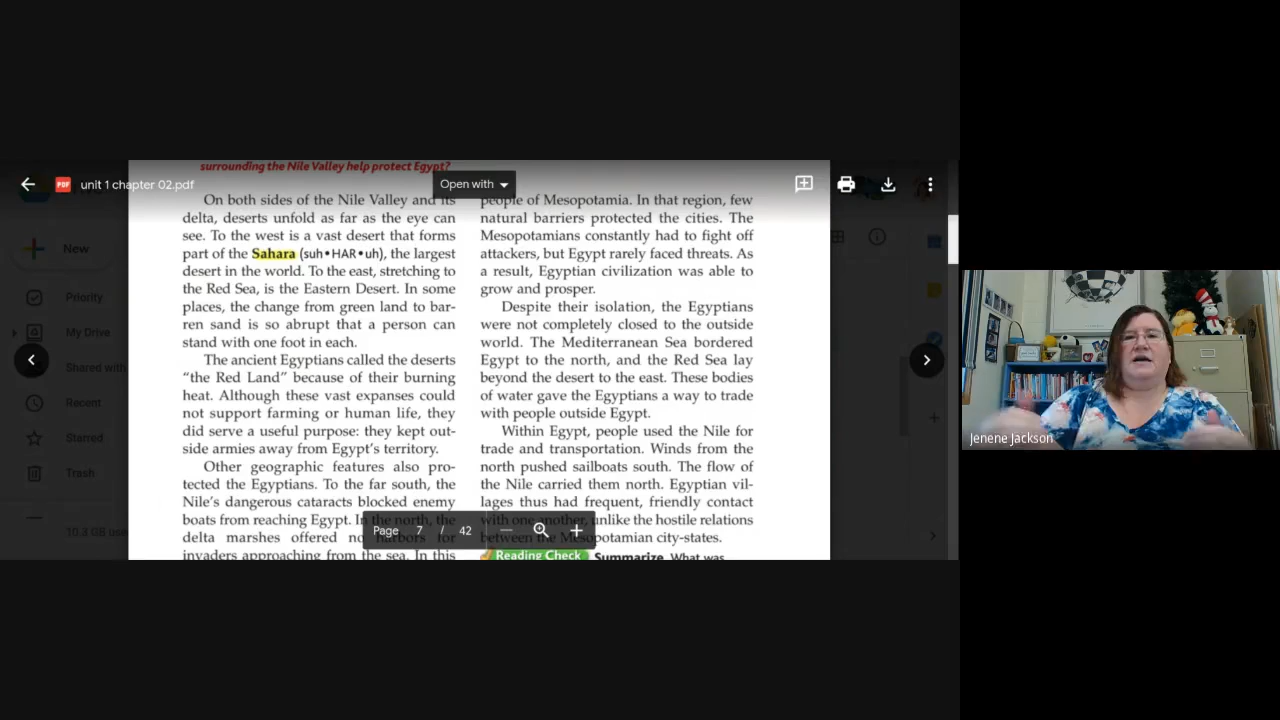 surrounding the Nile Valley help protect Egypt?
unit 1 chapter 02.pdf
PDF
Open with
On both sides of the Nile Valley and its
delta, deserts unfold as far as the eye can
see. To the west is a vast desert that forms
part of the Sahara (suh•HAR•uh), the largest
desert in the world. To the east, stretching to
the Red Sea, is the Eastern Desert. In some
places, the change from green land to bar-
ren sand is so abrupt that a person can
stand with one foot in each.
The ancient Egyptians called the deserts
“the Red Land” because of their burning
heat. Although these vast expanses could
not support farming or human life, they
did serve a useful purpose: they kept out-
side armies away from Egypt’s territory.
Other geographic features also pro-
tected the Egyptians. To the far south, the
Nile’s dangerous cataracts blocked enemy
boats from reaching Egypt. In the north, the
delta marshes offered no harbors for
invaders approaching from the sea. In this
people of Mesopotamia. In that region, few
natural barriers protected the cities. The
Mesopotamians constantly had to fight off
attackers, but Egypt rarely faced threats. As
a result, Egyptian civilization was able to
grow and prosper.
Despite their isolation, the Egyptians
were not completely closed to the outside
world. The Mediterranean Sea bordered
Egypt to the north, and the Red Sea lay
beyond the desert to the east. These bodies
of water gave the Egyptians a way to trade
with people outside Egypt.
Within Egypt, people used the Nile for
trade and transportation. Winds from the
north pushed sailboats south. The flow of
the Nile carried them north. Egyptian vil-
lages thus had frequent, friendly contact
with one another, unlike the hostile relations
between the Mesopotamian city-states.
Reading Check Summarize What was
Page 7 / 42
New
Priority
My Drive
Shared with
Recent
Starred
Trash
10.3 GB used
Jenene Jackson